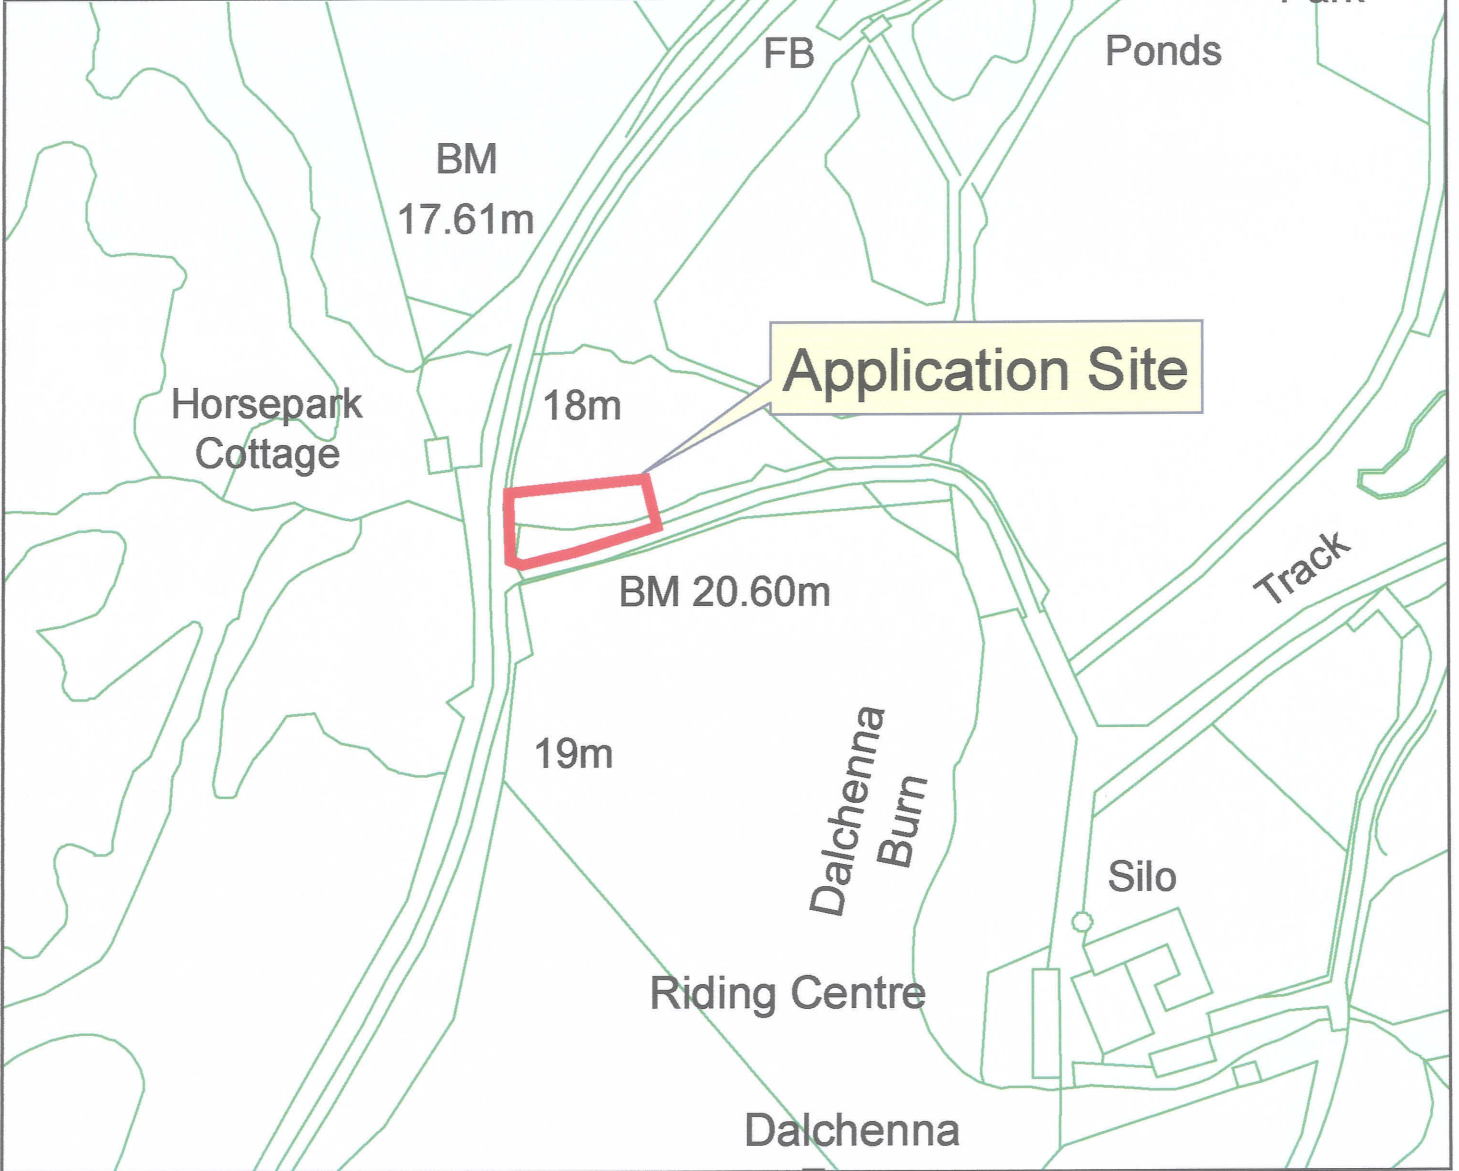 FB
Ponds
BM
17.61m
Application Site
18m
Horsepark
Cottage
Track
BM 20.60m
19m
Dalchenna
Burn
Silo
Riding Centre
Dalchenna